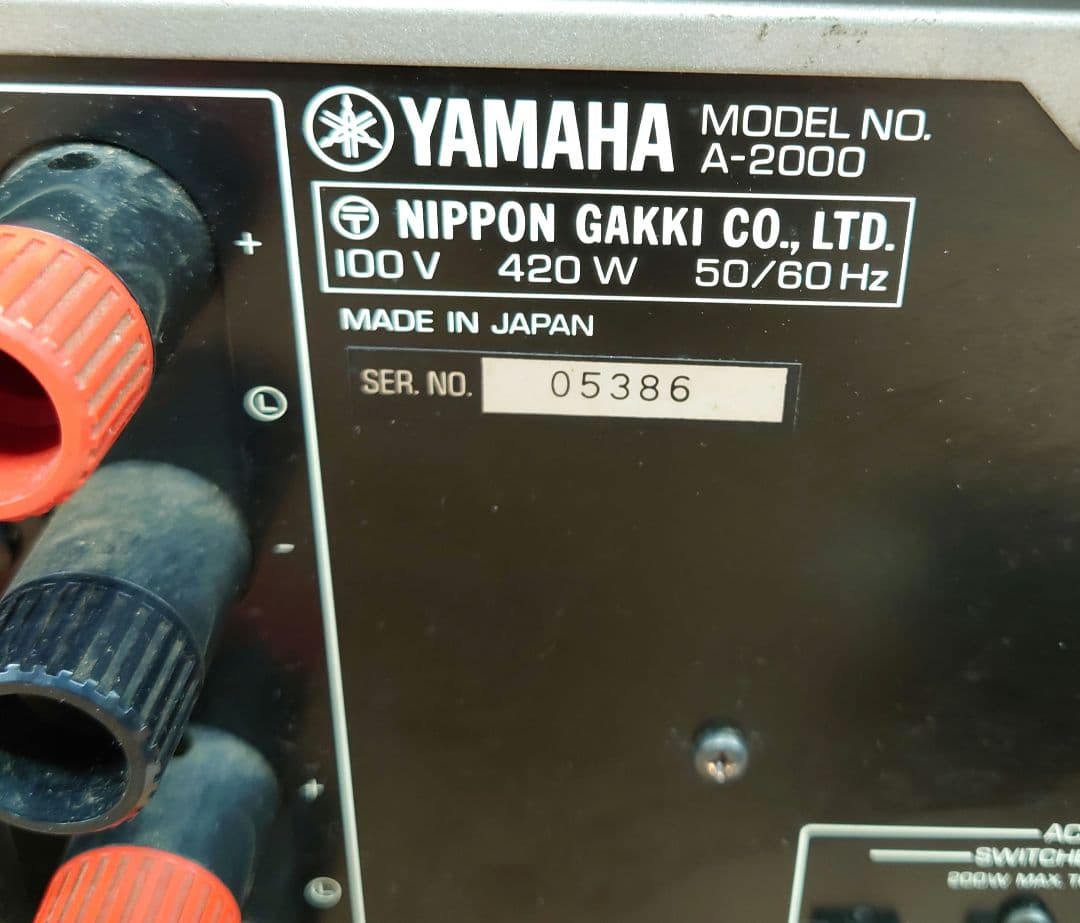 YAMAHA MODEL NO.
A-2000
〒 NIPPON GAKKI CO., LTD.
100 V 420 W 50/60 Hz
MADE IN JAPAN
SER. NO. 05386
+
L
-
+
L
AC
200W MAX.